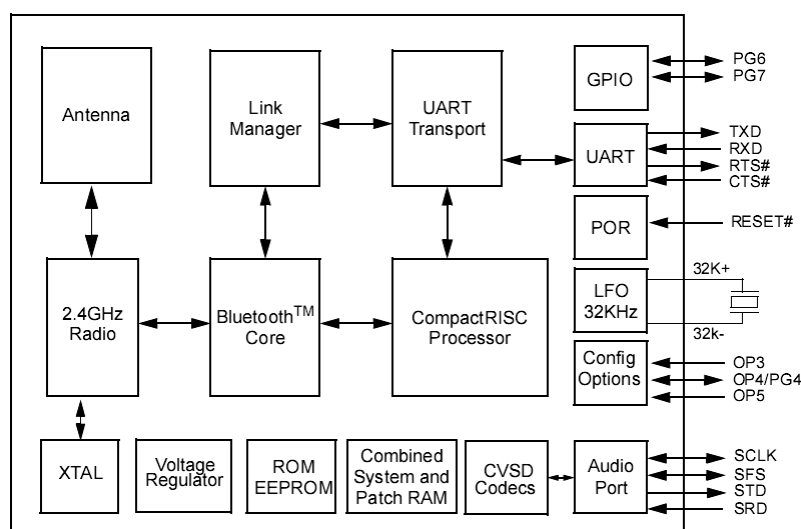 Antenna
Link
Manager
UART
Transport
GPIO
PG6
PG7
UART
TXD
RXD
RTS#
CTS#
POR
RESET#
2.4GHz
Radio
Bluetooth™
Core
CompactRISC
Processor
LFO
32KHz
32K+
32k-
Config
Options
OP3
OP4/PG4
OP5
XTAL
Voltage
Regulator
ROM
EEPROM
Combined
System and
Patch RAM
CVSD
Codecs
Audio
Port
SCLK
SFS
STD
SRD